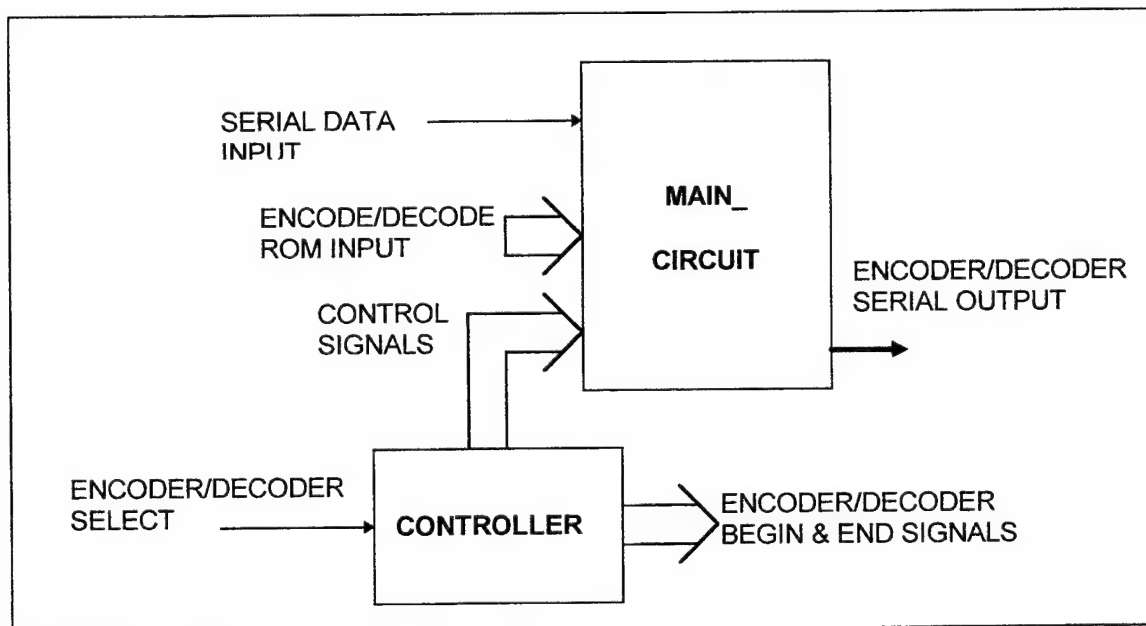 SERIAL DATA
INPUT
ENCODE/DECODE
ROM INPUT
CONTROL
SIGNALS
MAIN_
CIRCUIT
ENCODER/DECODER
SERIAL OUTPUT
ENCODER/DECODER
SELECT
CONTROLLER
ENCODER/DECODER
BEGIN & END SIGNALS